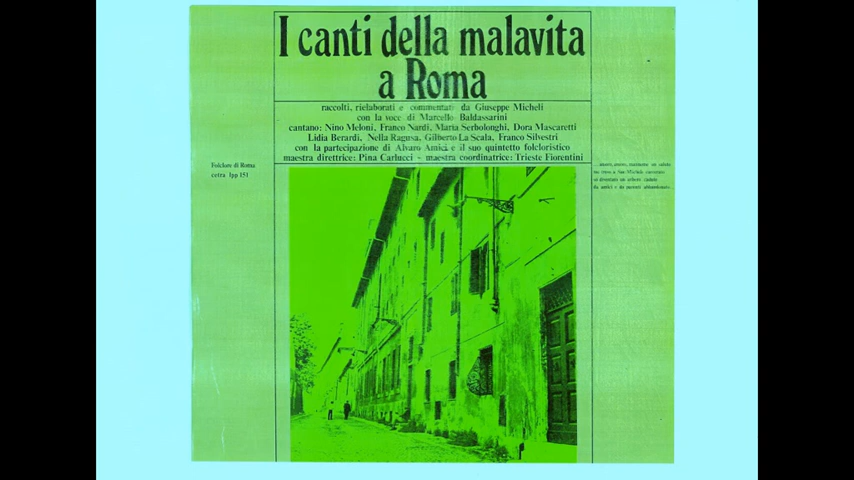 I canti della malavita
a Roma
raccolti, rielaborati e commentati da Giuseppe Micheli
con la voce di Marcello Baldassarini
cantano: Nino Meloni, Franco Nardi, Maria Serbolonghi, Dora Mascaretti
Lidia Berardi, Nella Ragusa, Gilberto La Scala, Franco Silvestri
con la partecipazione di Alvaro Amici e il suo quintetto folcloristico
maestra direttrice: Pina Carlucci - maestra coordinatrice: Trieste Fiorentini
Folclore di Roma
cetra lpp 151